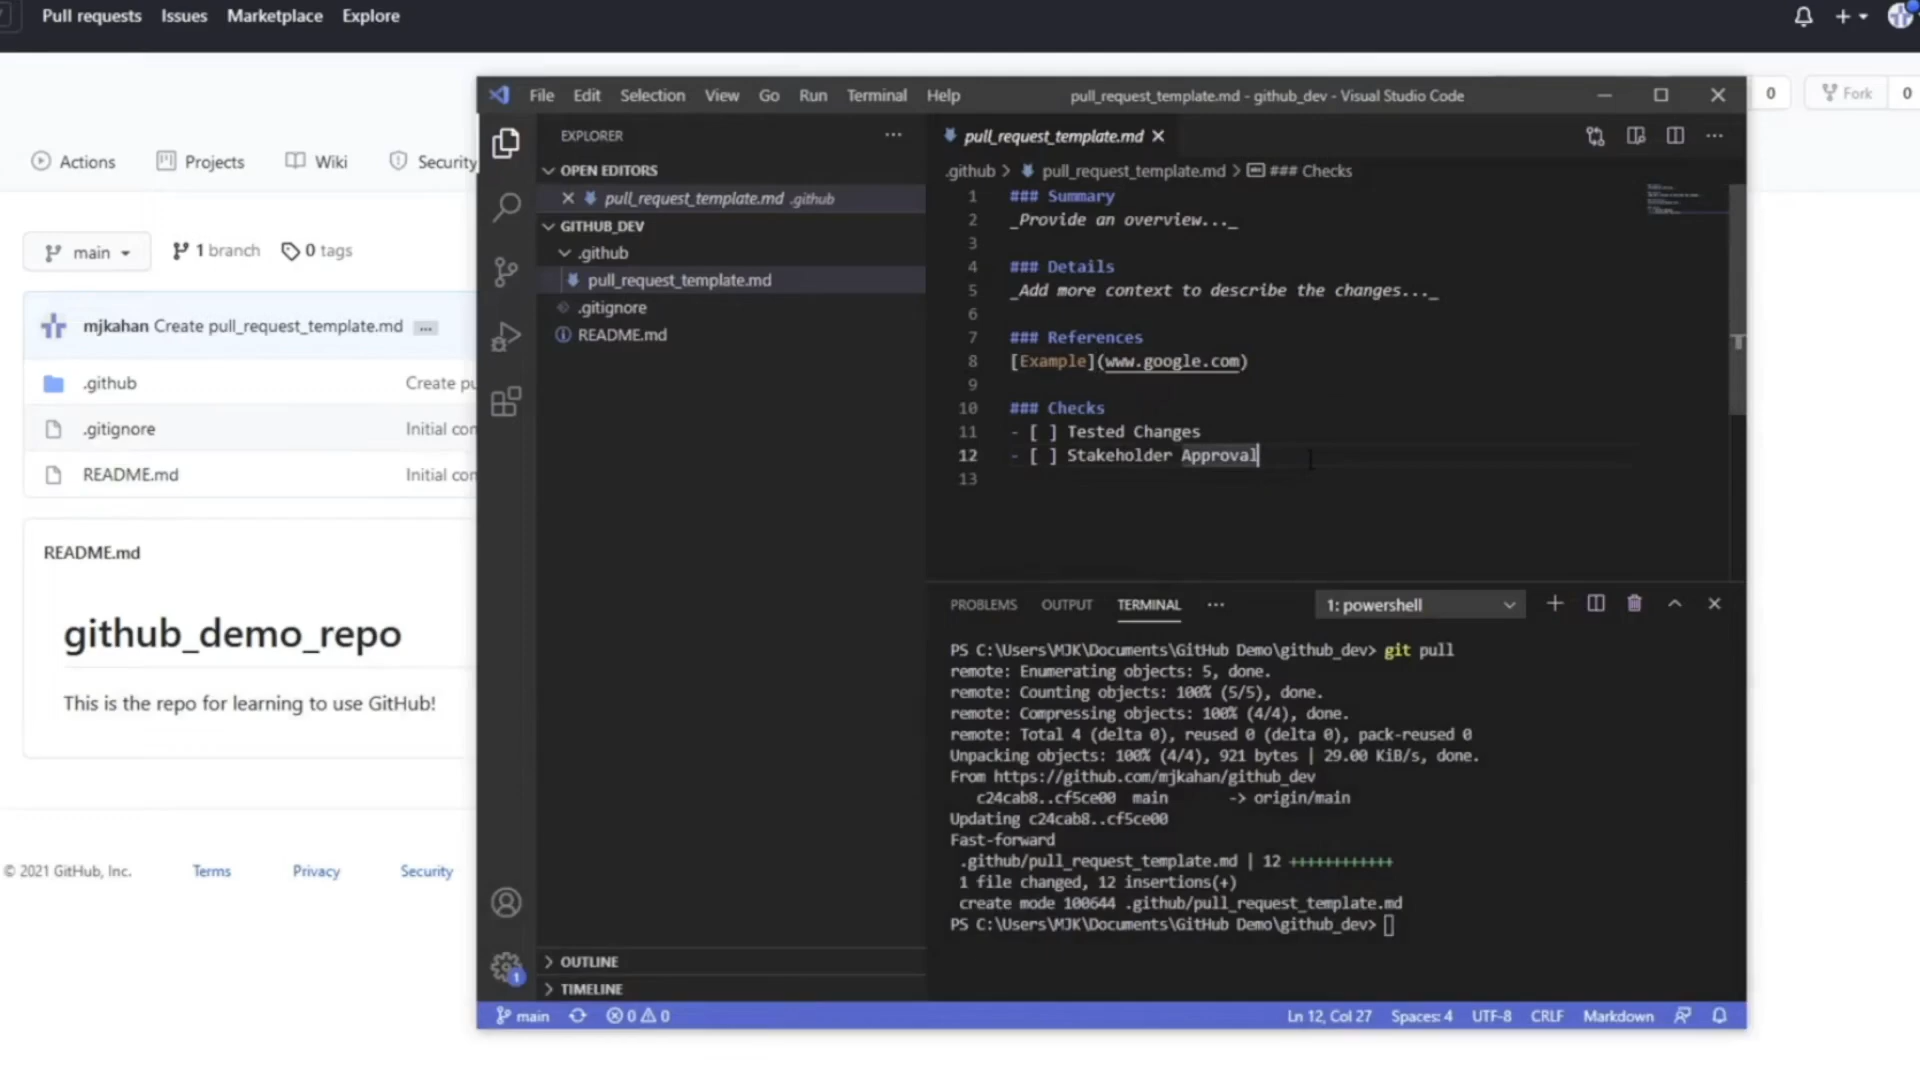 Pull requests Issues Marketplace Explore
0 Fork 0
Actions Projects Wiki Security
main 1 branch 0 tags
mjkahan Create pull_request_template.md ...
.github Create pu
.gitignore Initial con
README.md Initial con
README.md
github_demo_repo
This is the repo for learning to use GitHub!
© 2021 GitHub, Inc. Terms Privacy Security
File Edit Selection View Go Run Terminal Help pull_request_template.md - github_dev - Visual Studio Code
EXPLORER
OPEN EDITORS
pull_request_template.md .github
GITHUB_DEV
.github
pull_request_template.md
.gitignore
README.md
OUTLINE
TIMELINE
1
pull_request_template.md
.github > pull_request_template.md > ### Checks
1 ### Summary
2 _Provide an overview..._
3
4 ### Details
5 _Add more context to describe the changes..._
6
7 ### References
8 [Example](www.google.com)
9
10 ### Checks
11 - [ ] Tested Changes
12 - [ ] Stakeholder Approval
13
PROBLEMS OUTPUT TERMINAL ... 1: powershell
PS C:\Users\MJK\Documents\GitHub Demo\github_dev> git pull
remote: Enumerating objects: 5, done.
remote: Counting objects: 100% (5/5), done.
remote: Compressing objects: 100% (4/4), done.
remote: Total 4 (delta 0), reused 0 (delta 0), pack-reused 0
Unpacking objects: 100% (4/4), 921 bytes | 29.00 KiB/s, done.
From https://github.com/mjkahan/github_dev
c24cab8..cf5ce00 main -> origin/main
Updating c24cab8..cf5ce00
Fast-forward
.github/pull_request_template.md | 12 ++++++++++++
1 file changed, 12 insertions(+)
create mode 100644 .github/pull_request_template.md
PS C:\Users\MJK\Documents\GitHub Demo\github_dev>
main 0 0 Ln 12, Col 27 Spaces: 4 UTF-8 CRLF Markdown